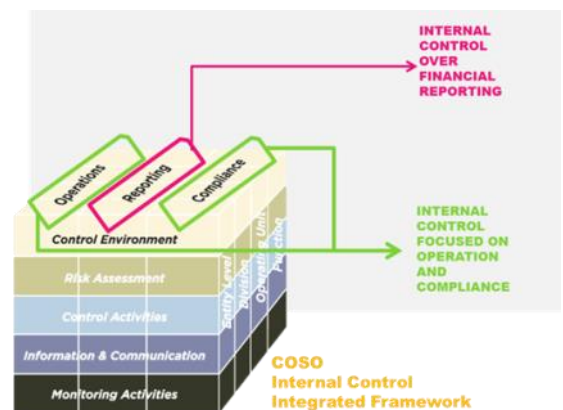 INTERNAL
CONTROL
OVER
FINANCIAL
REPORTING
Operations
Reporting
Compliance
Control Environment
Risk Assessment
Control Activities
Information & Communication
Monitoring Activities
Entity Level
Division
Operating Unit
Function
INTERNAL
CONTROL
FOCUSED ON
OPERATION
AND
COMPLIANCE
COSO
Internal Control
Integrated Framework